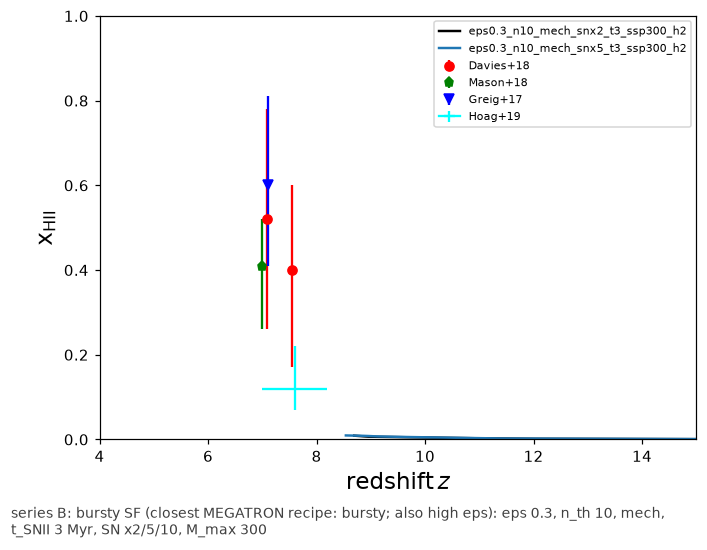 1.0
0.8
0.6
0.4
0.2
0.0
xHII
4 6 8 10 12 14
redshift z
eps0.3_n10_mech_snx2_t3_ssp300_h2
eps0.3_n10_mech_snx5_t3_ssp300_h2
Davies+18
Mason+18
Greig+17
Hoag+19
series B: bursty SF (closest MEGATRON recipe: bursty; also high eps): eps 0.3, n_th 10, mech,
t_SNII 3 Myr, SN x2/5/10, M_max 300